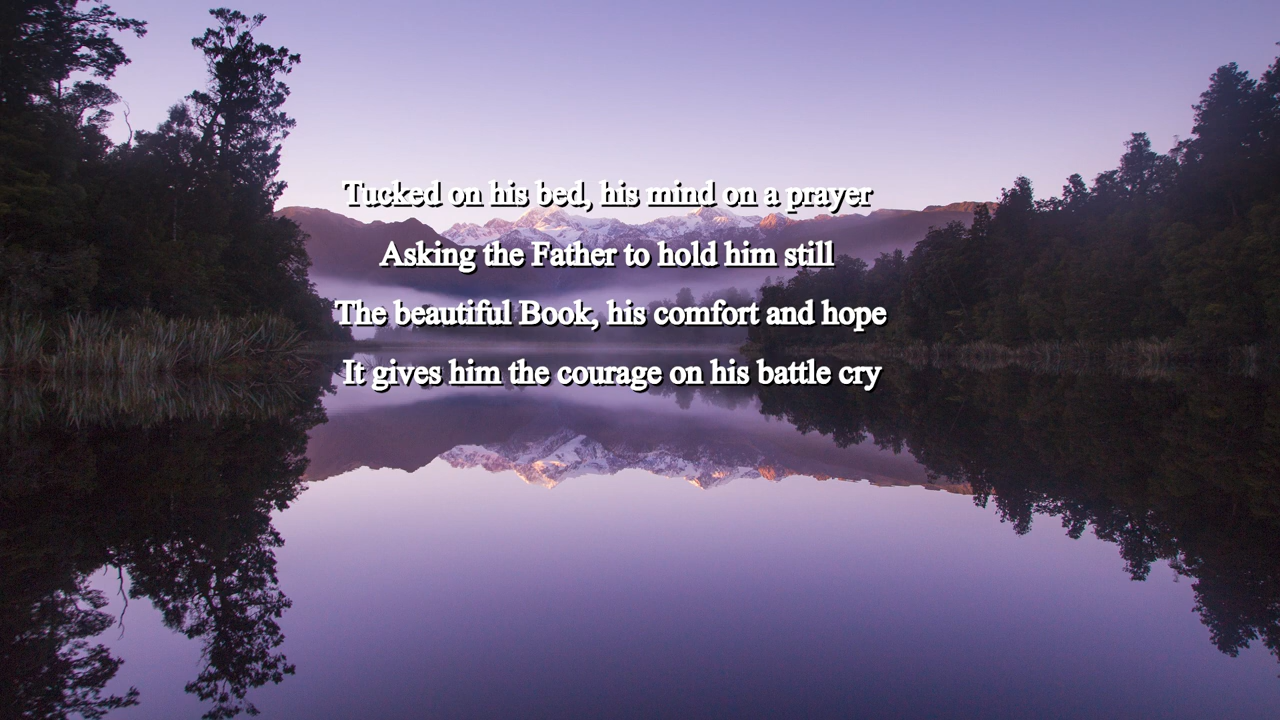 Tucked on his bed, his mind on a prayer
Asking the Father to hold him still
The beautiful Book, his comfort and hope
It gives him the courage on his battle cry